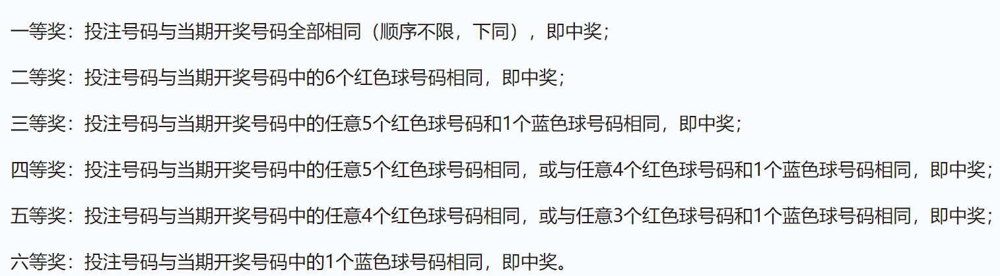 一等奖：投注号码与当期开奖号码全部相同（顺序不限，下同），即中奖；
二等奖：投注号码与当期开奖号码中的6个红色球号码相同，即中奖；
三等奖：投注号码与当期开奖号码中的任意5个红色球号码和1个蓝色球号码相同，即中奖；
四等奖：投注号码与当期开奖号码中的任意5个红色球号码相同，或与任意4个红色球号码和1个蓝色球号码相同，即中奖；
五等奖：投注号码与当期开奖号码中的任意4个红色球号码相同，或与任意3个红色球号码和1个蓝色球号码相同，即中奖；
六等奖：投注号码与当期开奖号码中的1个蓝色球号码相同，即中奖。